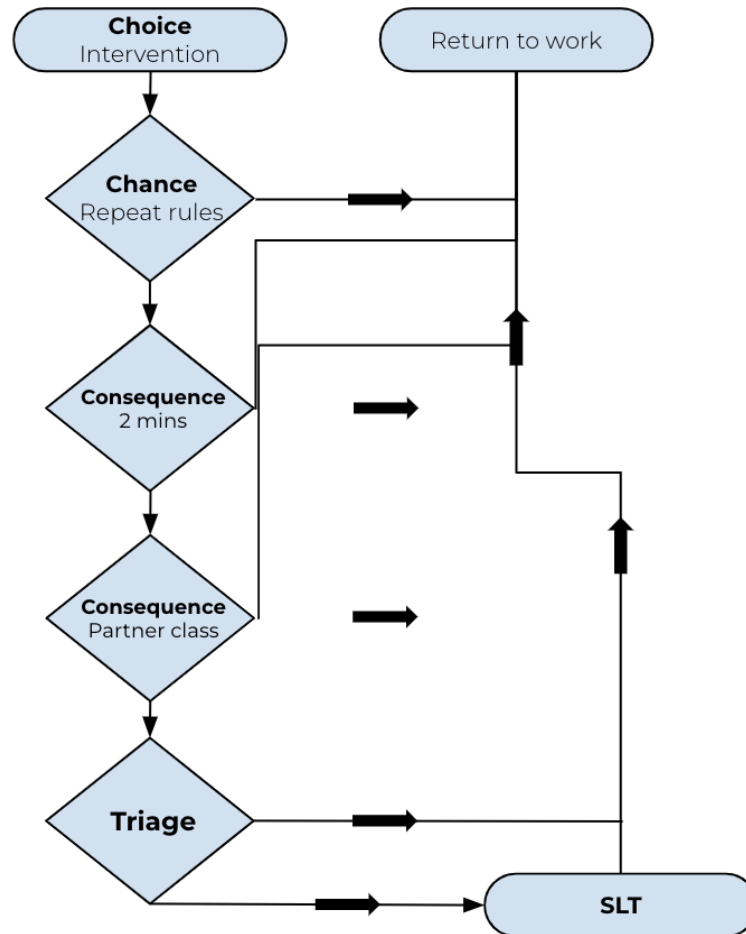 Choice
Intervention
Return to work
Chance
Repeat rules
Consequence
2 mins
Consequence
Partner class
Triage
SLT